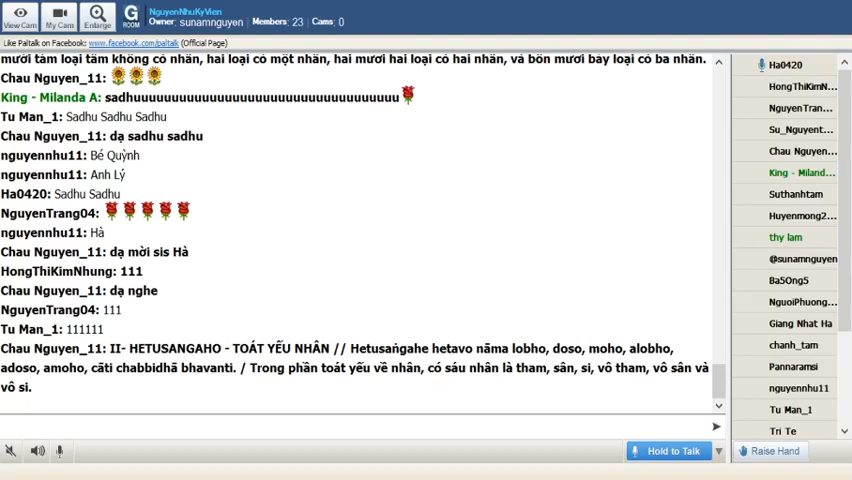 NguyenNhuKyVien
Owner: sunamnguyen Members: 23 Cams: 0
View Cam
My Cam
Enlarge
G
ROOM
Like Paltalk on Facebook: www.facebook.com/paltalk (Official Page)
mười tám loại tâm không có nhân, hai loại có một nhân, hai mươi hai loại có hai nhân, và bốn mươi bảy loại có ba nhân.
Chau Nguyen_11:
King - Milanda A: sadhuuuuuuuuuuuuuuuuuuuuuuuuuuuuuuuuuuu
Tu Man_1: Sadhu Sadhu Sadhu
Chau Nguyen_11: dạ sadhu sadhu
nguyennhu11: Bé Quỳnh
nguyennhu11: Anh Lý
Ha0420: Sadhu Sadhu
NguyenTrang04:
nguyennhu11: Hà
Chau Nguyen_11: dạ mời sis Hà
HongThiKimNhung: 111
Chau Nguyen_11: dạ nghe
NguyenTrang04: 111
Tu Man_1: 111111
Chau Nguyen_11: II- HETUSANGAHO - TOÁT YẾU NHÂN // Hetusaṅgahe hetavo nāma lobho, doso, moho, alobho,
adoso, amoho, cāti chabbidhā bhavanti. / Trong phần toát yếu về nhân, có sáu nhân là tham, sân, si, vô tham, vô sân và
vô si.
Hold to Talk
Ha0420
HongThiKimN...
NguyenTran...
Su_Nguyent...
Chau Nguyen...
King - Miland...
Suthanhtam
Huyenmong2...
thy lam
@sunamnguyen
Ba5Ong5
NguoiPhuong...
Giang Nhat Ha
chanh_tam
Pannaramsi
nguyennhu11
Tu Man_1
Tri Te
Raise Hand